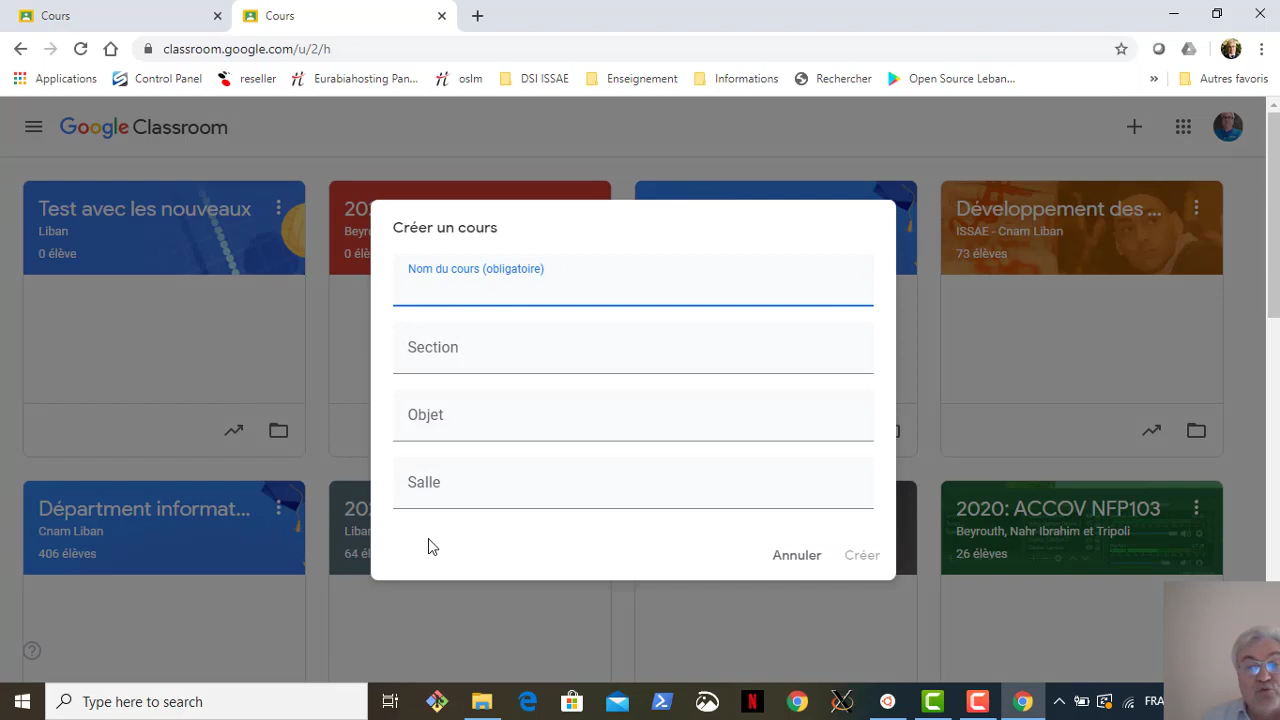 Cours
Cours
classroom.google.com/u/2/h
Applications
Control Panel
reseller
Eurabiahosting Pan...
oslm
DSI ISSAE
Enseignement
Informations
Rechercher
Open Source Leban...
»
Autres favoris
Google Classroom
Test avec les nouveaux
Liban
0 élève
Développement des ...
ISSAE - Cnam Liban
73 élèves
Créer un cours
Nom du cours (obligatoire)
Section
Objet
Salle
Annuler
Créer
Départment informat...
Cnam Liban
406 élèves
64 él
2020: ACCOV NFP103
Beyrouth, Nahr Ibrahim et Tripoli
26 élèves
Type here to search
FRA